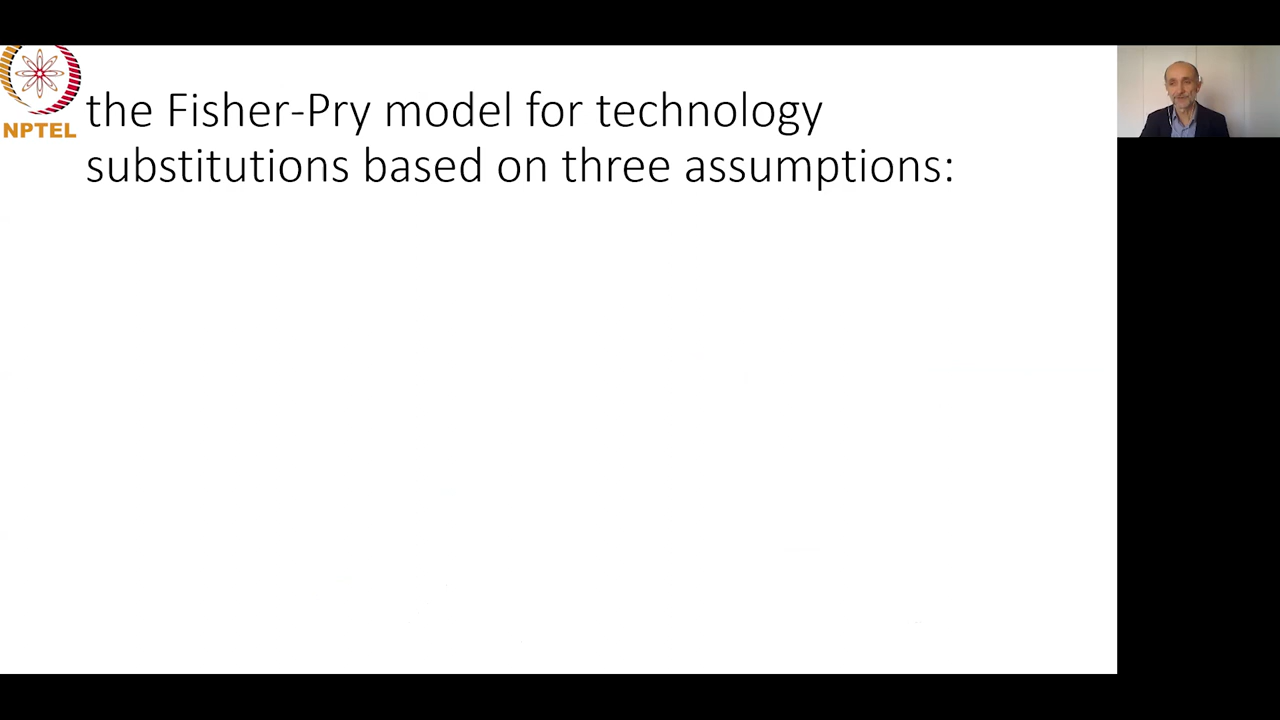 the Fisher-Pry model for technology
substitutions based on three assumptions:
NPTEL